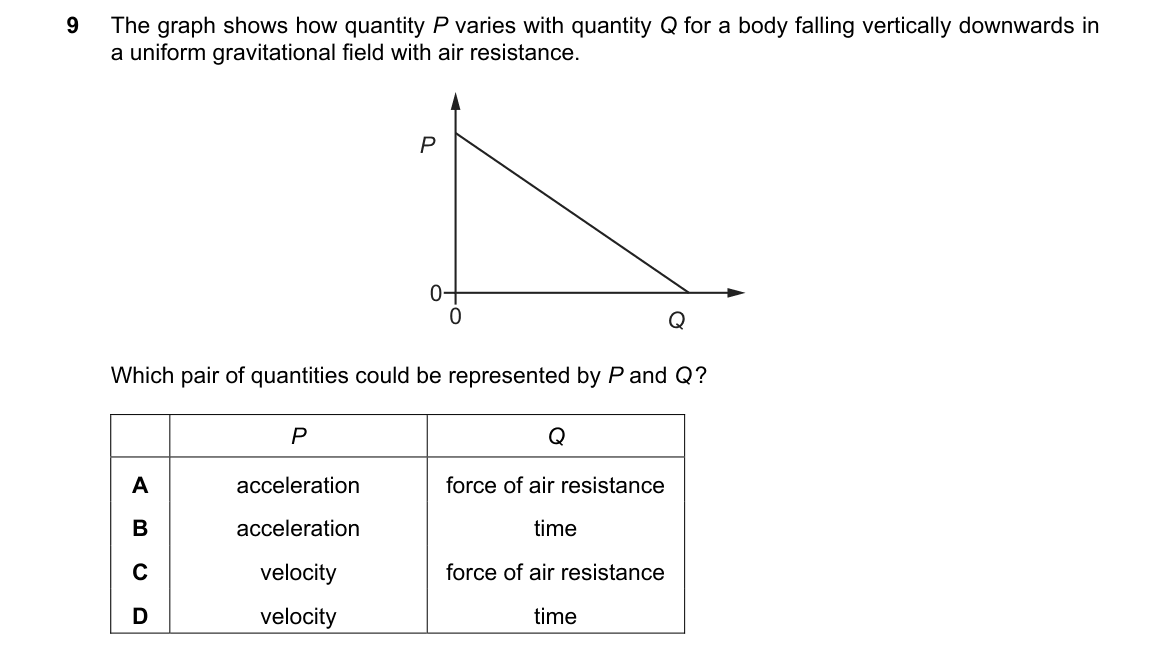 9 The graph shows how quantity P varies with quantity Q for a body falling vertically downwards in
a uniform gravitational field with air resistance.
P
0
0
Q
Which pair of quantities could be represented by P and Q?
P Q
A acceleration force of air resistance
B acceleration time
C velocity force of air resistance
D velocity time